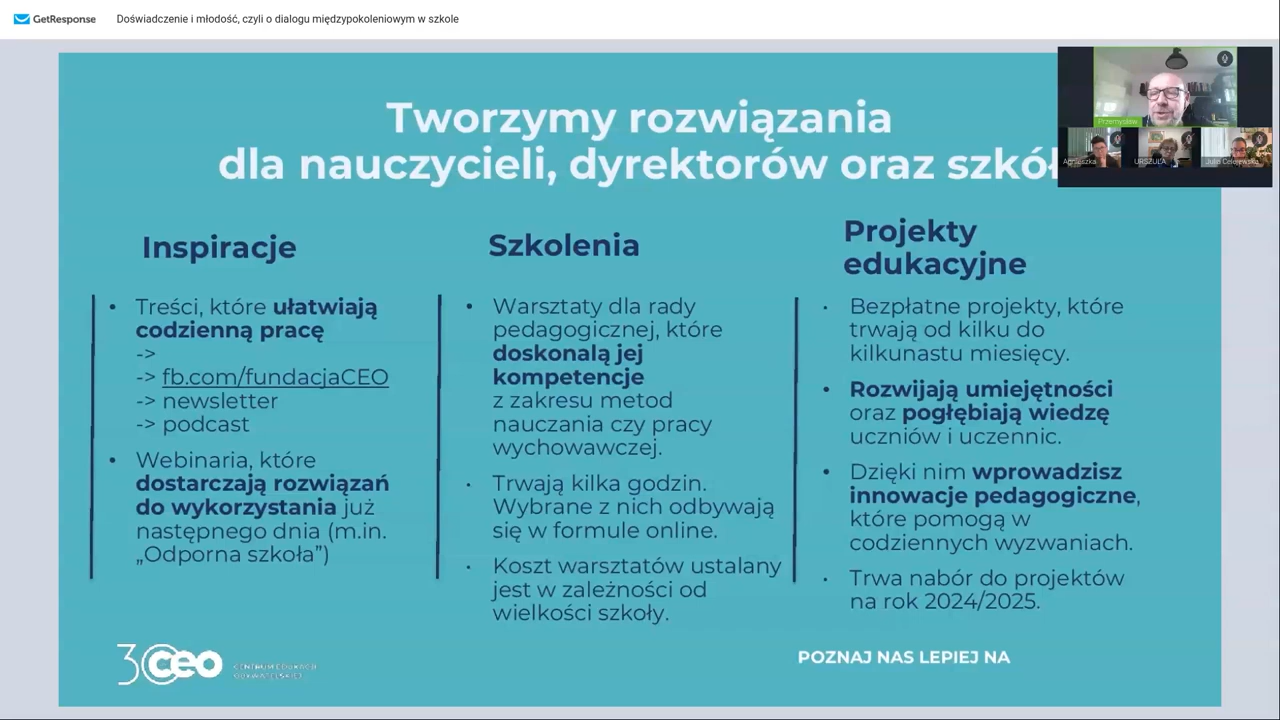 GetResponse
Doświadczenie i młodość, czyli o dialogu międzypokoleniowym w szkole
Tworzymy rozwiązania
dla nauczycieli, dyrektorów oraz szkół
Przemysław
Agnieszka
URSZULA
Julia Celejewska
Inspiracje
• Treści, które ułatwiają
codzienną pracę
->
-> fb.com/fundacjaCEO
-> newsletter
-> podcast
• Webinaria, które
dostarczają rozwiązań
do wykorzystania już
następnego dnia (m.in.
„Odporna szkoła”)
Szkolenia
• Warsztaty dla rady
pedagogicznej, które
doskonalą jej
kompetencje
z zakresu metod
nauczania czy pracy
wychowawczej.
• Trwają kilka godzin.
Wybrane z nich odbywają
się w formule online.
• Koszt warsztatów ustalany
jest w zależności od
wielkości szkoły.
Projekty
edukacyjne
• Bezpłatne projekty, które
trwają od kilku do
kilkunastu miesięcy.
• Rozwijają umiejętności
oraz pogłębiają wiedzę
uczniów i uczennic.
• Dzięki nim wprowadzisz
innowacje pedagogiczne,
które pomogą w
codziennych wyzwaniach.
• Trwa nabór do projektów
na rok 2024/2025.
30 ceo
CENTRUM EDUKACJI
OBYWATELSKIEJ
POZNAJ NAS LEPIEJ NA